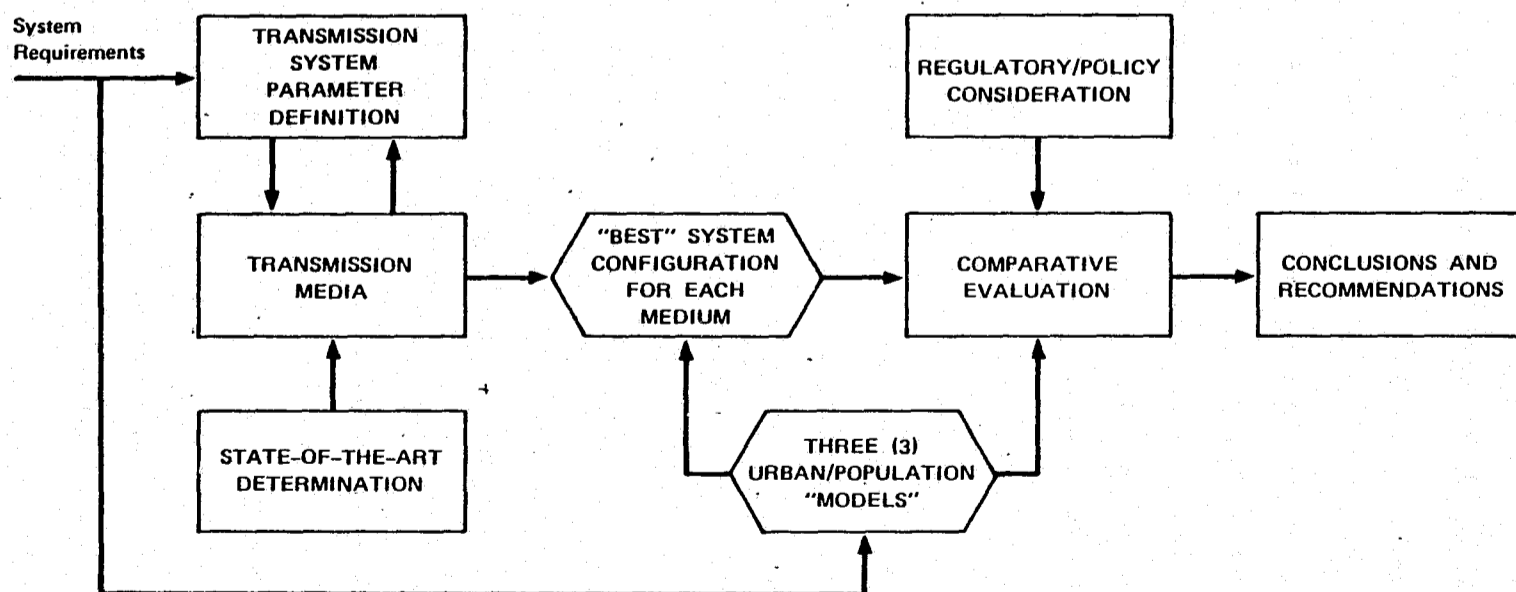 System
Requirements
TRANSMISSION
SYSTEM
PARAMETER
DEFINITION
REGULATORY/POLICY
CONSIDERATION
TRANSMISSION
MEDIA
"BEST" SYSTEM
CONFIGURATION
FOR EACH
MEDIUM
COMPARATIVE
EVALUATION
CONCLUSIONS AND
RECOMMENDATIONS
STATE-OF-THE-ART
DETERMINATION
THREE (3)
URBAN/POPULATION
"MODELS"